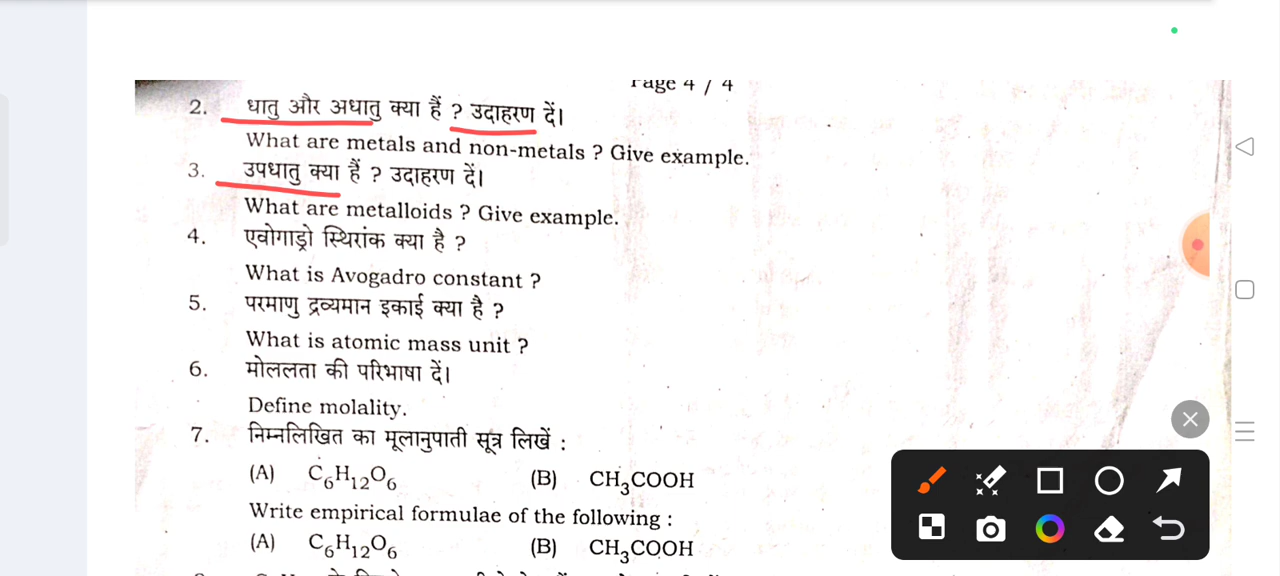 Page 4 / 4
2. धातु और अधातु क्या हैं ? उदाहरण दें।
What are metals and non-metals ? Give example.
3. उपधातु क्या हैं ? उदाहरण दें।
What are metalloids ? Give example.
4. एवोगाड्रो स्थिरांक क्या है ?
What is Avogadro constant ?
5. परमाणु द्रव्यमान इकाई क्या है ?
What is atomic mass unit ?
6. मोललता की परिभाषा दें।
Define molality.
7. निम्नलिखित का मूलानुपाती सूत्र लिखें :
(A) C₆H₁₂O₆ (B) CH₃COOH
Write empirical formulae of the following :
(A) C₆H₁₂O₆ (B) CH₃COOH